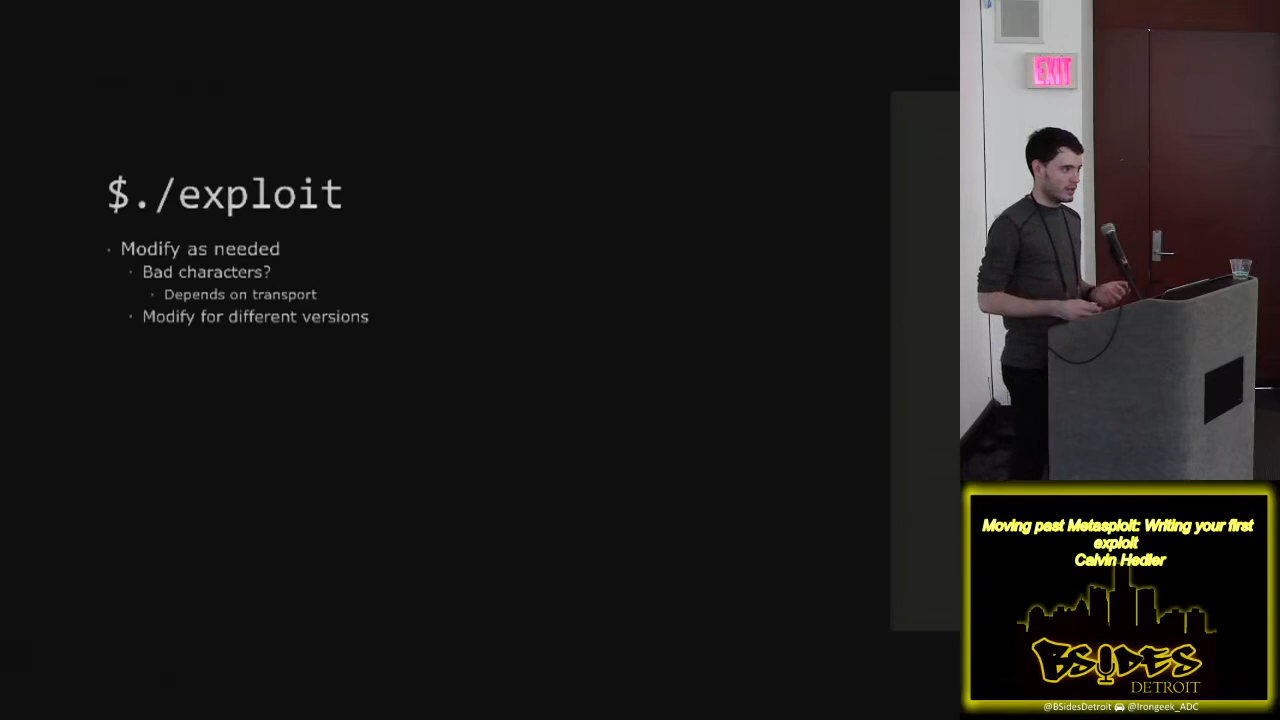 $./exploit
· Modify as needed
· Bad characters?
· Depends on transport
· Modify for different versions
EXIT
Moving past Metasploit: Writing your first
exploit
Calvin Hedler
BSIDES
DETROIT
@BSidesDetroit @Irongeek_ADC